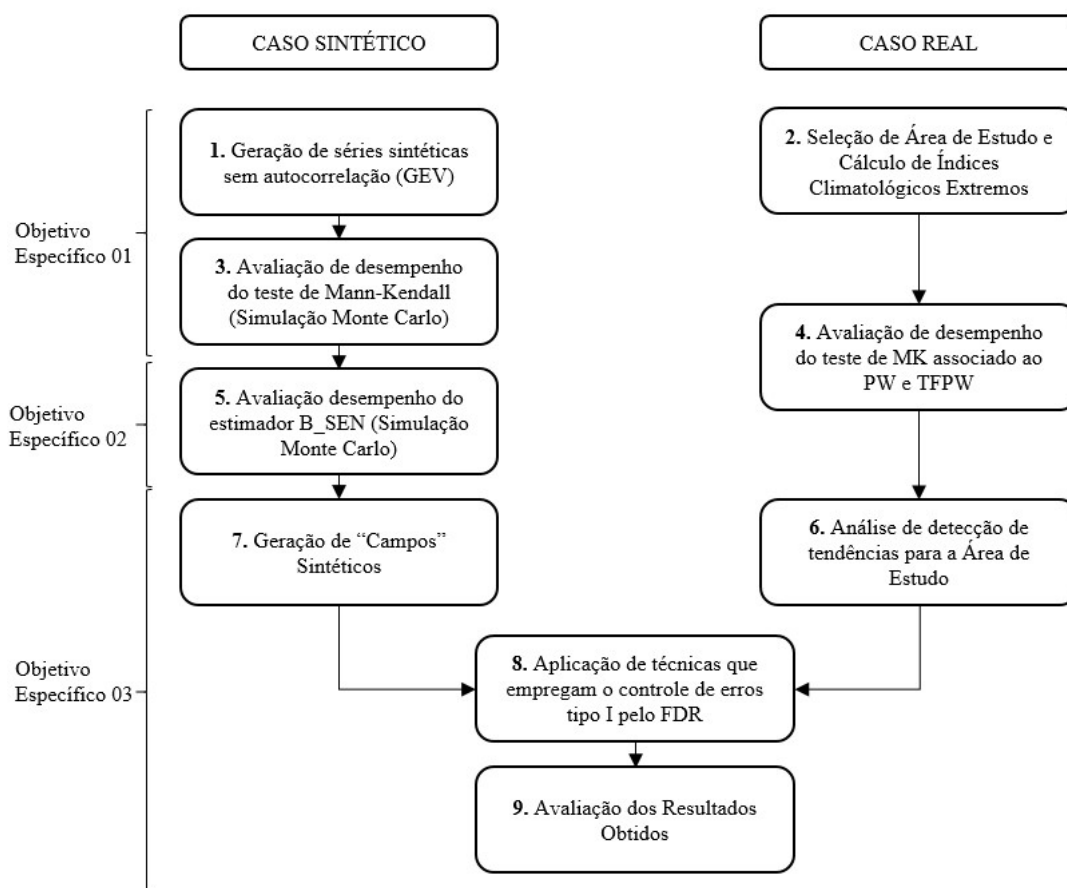 CASO SINTÉTICO
CASO REAL
Objetivo
Específico 01
1. Geração de séries sintéticas
sem autocorrelação (GEV)
2. Seleção de Área de Estudo e
Cálculo de Índices
Climatológicos Extremos
3. Avaliação de desempenho
do teste de Mann-Kendall
(Simulação Monte Carlo)
4. Avaliação de desempenho
do teste de MK associado ao
PW e TFPW
Objetivo
Específico 02
5. Avaliação desempenho do
estimador B_SEN (Simulação
Monte Carlo)
7. Geração de “Campos”
Sintéticos
6. Análise de detecção de
tendências para a Área de
Estudo
Objetivo
Específico 03
8. Aplicação de técnicas que
empregam o controle de erros
tipo I pelo FDR
9. Avaliação dos Resultados
Obtidos